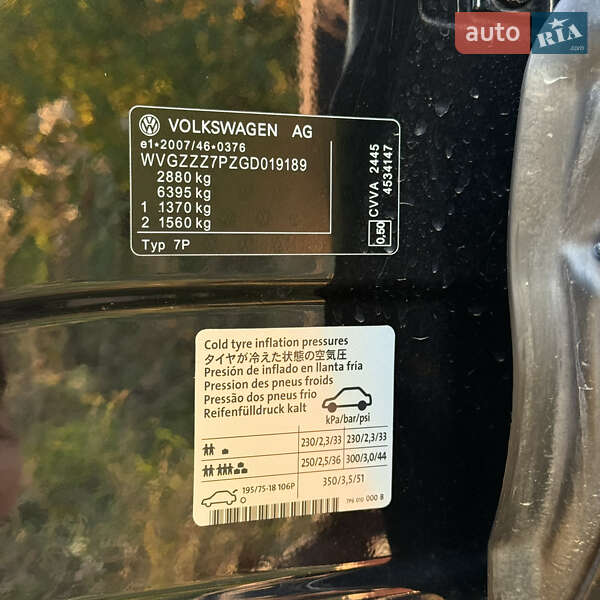 auto RIA
.com
VOLKSWAGEN AG
e1*2007/46*0376
WVGZZZ7PZGD019189
2880 kg
6395 kg
1 1370 kg
2 1560 kg
Typ 7P
CVVA 2445
4534147
0.50
Cold tyre inflation pressures
タイヤが冷えた状態の空気圧
Presión de inflado en llanta fría
Pression des pneus froids
Pressão dos pneus frio
Reifenfülldruck kalt
kPa/bar/psi
230/2,3/33 230/2,3/33
250/2,5/36 300/3,0/44
195/75-18 106P 350/3,5/51
7P6 010 000 B